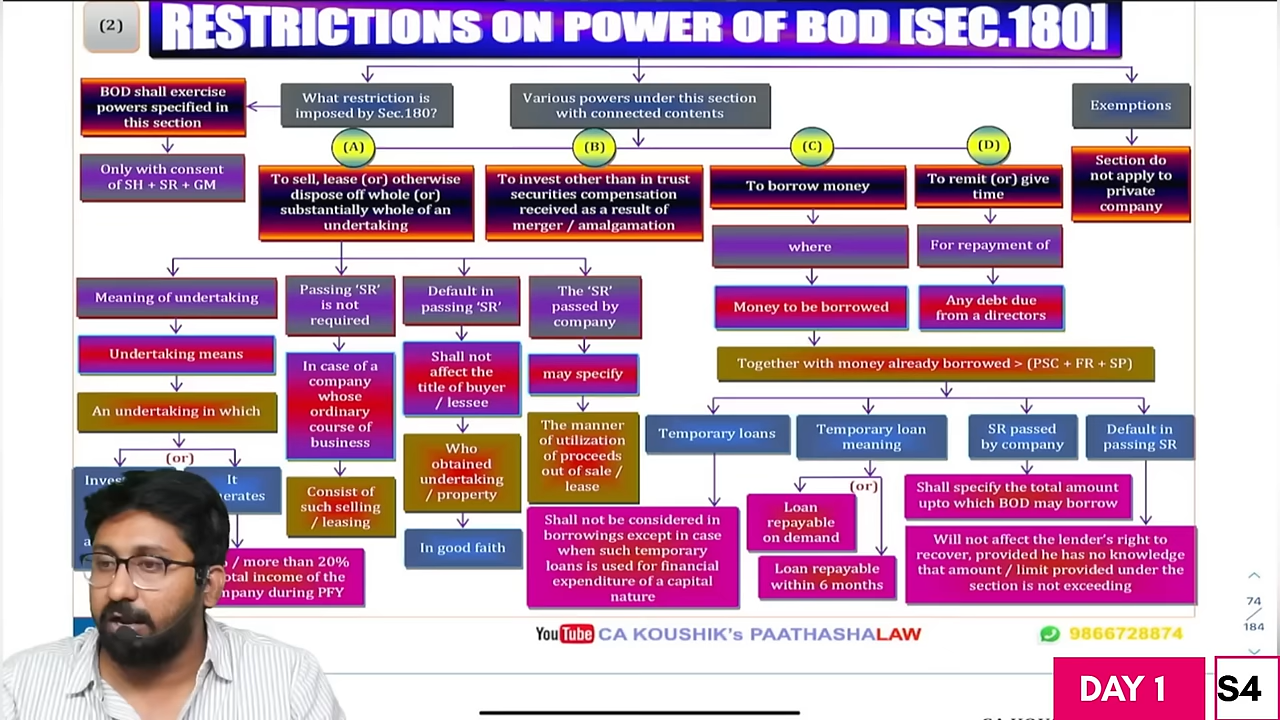 (2)
RESTRICTIONS ON POWER OF BOD [SEC.180]
BOD shall exercise
powers specified in
this section
Only with consent
of SH + SR + GM
What restriction is
imposed by Sec.180?
Various powers under this section
with connected contents
Exemptions
Section do
not apply to
private
company
(A)
To sell, lease (or) otherwise
dispose off whole (or)
substantially whole of an
undertaking
(B)
To invest other than in trust
securities compensation
received as a result of
merger / amalgamation
(C)
To borrow money
where
Money to be borrowed
Together with money already borrowed > (PSC + FR + SP)
(D)
To remit (or) give
time
For repayment of
Any debt due
from a directors
Meaning of undertaking
Undertaking means
An undertaking in which
(or)
It
/ more than 20%
income of the
during PFY
Passing 'SR'
is not
required
In case of a
company
whose
ordinary
course of
business
Consist of
such selling
/ leasing
Default in
passing 'SR'
Shall not
affect the
title of buyer
/ lessee
Who
obtained
undertaking
/ property
In good faith
The 'SR'
passed by
company
may specify
The manner
of utilization
of proceeds
out of sale /
lease
Temporary loans
Shall not be considered in
borrowings except in case
when such temporary
loans is used for financial
expenditure of a capital
nature
Temporary loan
meaning
(or)
Loan
repayable
on demand
Loan repayable
within 6 months
SR passed
by company
Shall specify the total amount
upto which BOD may borrow
Default in
passing SR
Will not affect the lender's right to
recover, provided he has no knowledge
that amount / limit provided under the
section is not exceeding
74
184
YouTube CA KOUSHIK's PAATHASHALAW
9866728874
DAY 1
S4